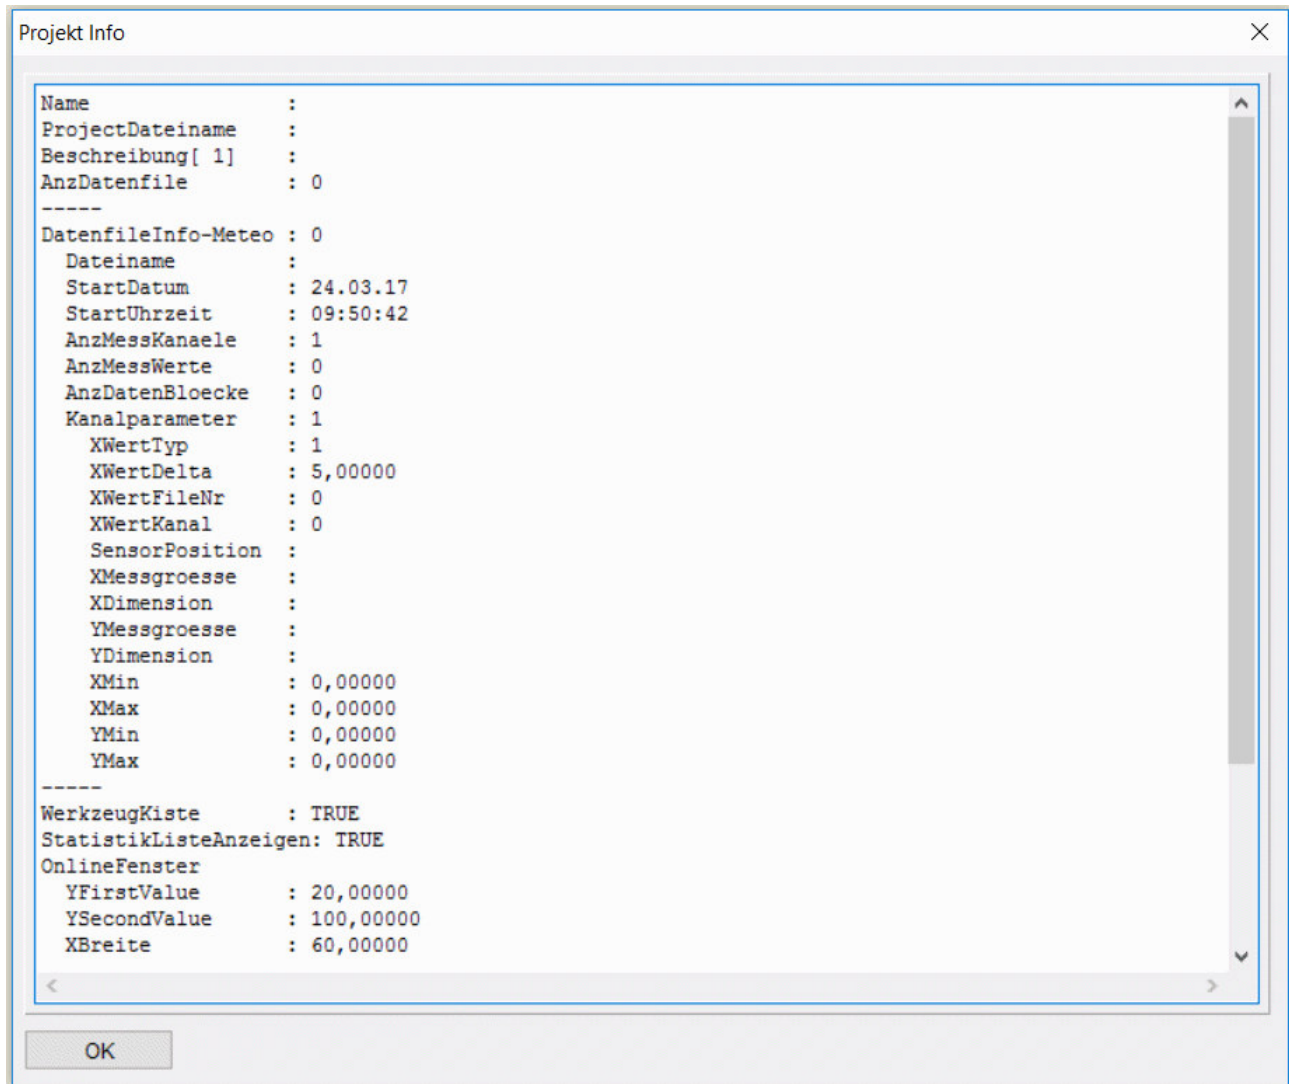 Projekt Info
Name                :
ProjectDateiname    :
Beschreibung[ 1]    :
AnzDatenfile        : 0
-----
DatenfileInfo-Meteo : 0
  Dateiname         :
  StartDatum        : 24.03.17
  StartUhrzeit      : 09:50:42
  AnzMessKanaele    : 1
  AnzMessWerte      : 0
  AnzDatenBloecke   : 0
  Kanalparameter    : 1
    XWertTyp        : 1
    XWertDelta      : 5,00000
    XWertFileNr     : 0
    XWertKanal      : 0
    SensorPosition  :
    XMessgroesse    :
    XDimension      :
    YMessgroesse    :
    YDimension      :
    XMin            : 0,00000
    XMax            : 0,00000
    YMin            : 0,00000
    YMax            : 0,00000
-----
WerkzeugKiste       : TRUE
StatistikListeAnzeigen: TRUE
OnlineFenster
  YFirstValue       : 20,00000
  YSecondValue      : 100,00000
  XBreite           : 60,00000
OK